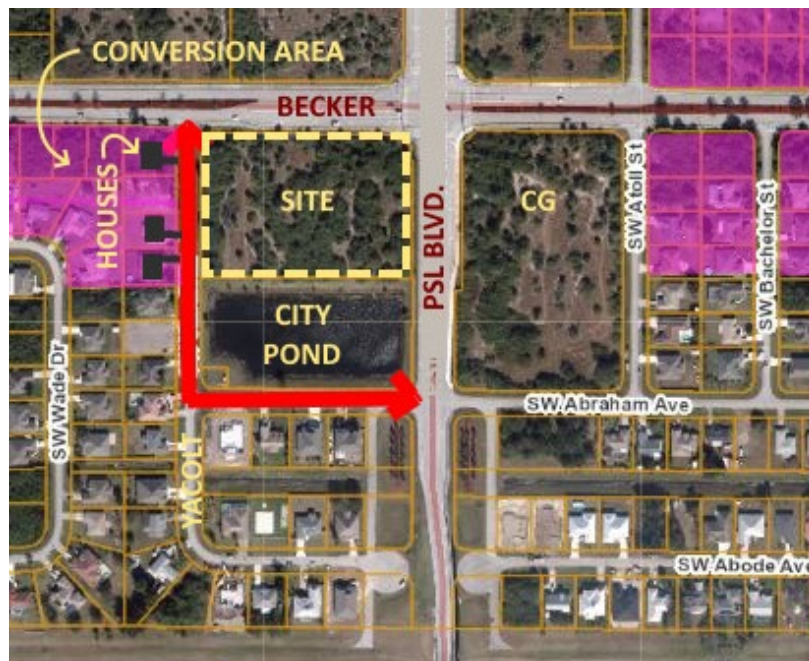 CONVERSION AREA
BECKER
HOUSES
SITE
CG
PSL BLVD.
SW Atoll St
SW Bachelor St
CITY
POND
SW Wade Dr
SW Abraham Ave
YACOLT
SW Abode Ave